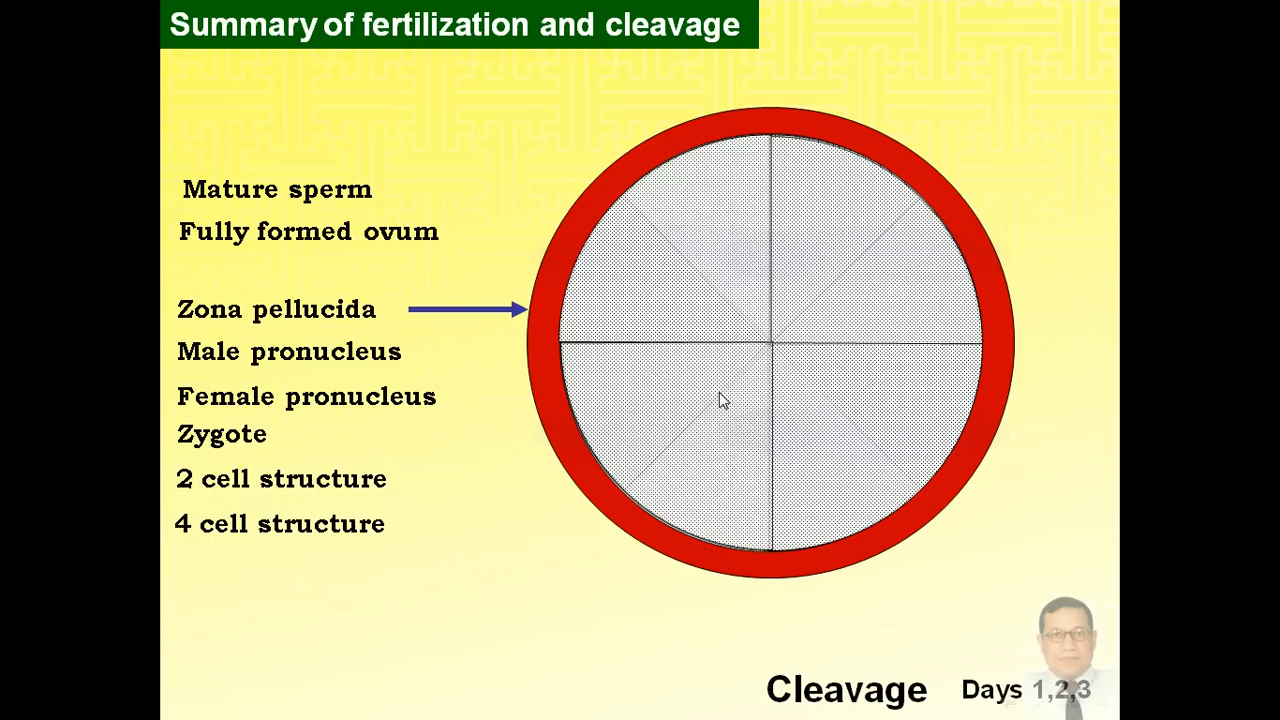 Summary of fertilization and cleavage
Mature sperm
Fully formed ovum
Zona pellucida
Male pronucleus
Female pronucleus
Zygote
2 cell structure
4 cell structure
Cleavage Days 1,2,3